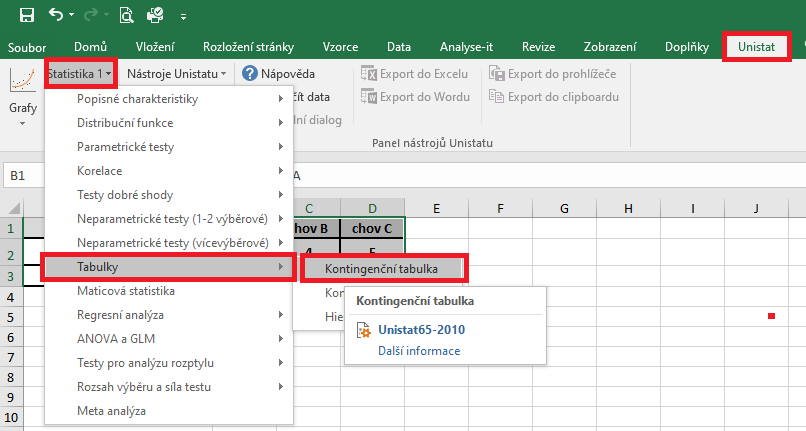 Soubor Domů Vložení Rozložení stránky Vzorce Data Analyse-it Revize Zobrazení Doplňky Unistat
Statistika 1 Nástroje Unistatu ? Nápověda Export do Excelu Export do prohlížeče
Grafy čít data Export do Wordu Export do clipboardu
lní dialog
Panel nástrojů Unistatu
Popisné charakteristiky
Distribuční funkce
Parametrické testy
Korelace
Testy dobré shody
Neparametrické testy (1-2 výběrové)
Neparametrické testy (vícevýběrové)
Tabulky
Maticová statistika
Regresní analýza
ANOVA a GLM
Testy pro analýzu rozptylu
Rozsah výběru a síla testu
Meta analýza
Kontingenční tabulka
Kon
Hie
Kontingenční tabulka
Unistat65-2010
Další informace
B1 A
C D E F G H I J K
1 chov B chov C
2 4 5
3
4
5
6
7
8
9
10